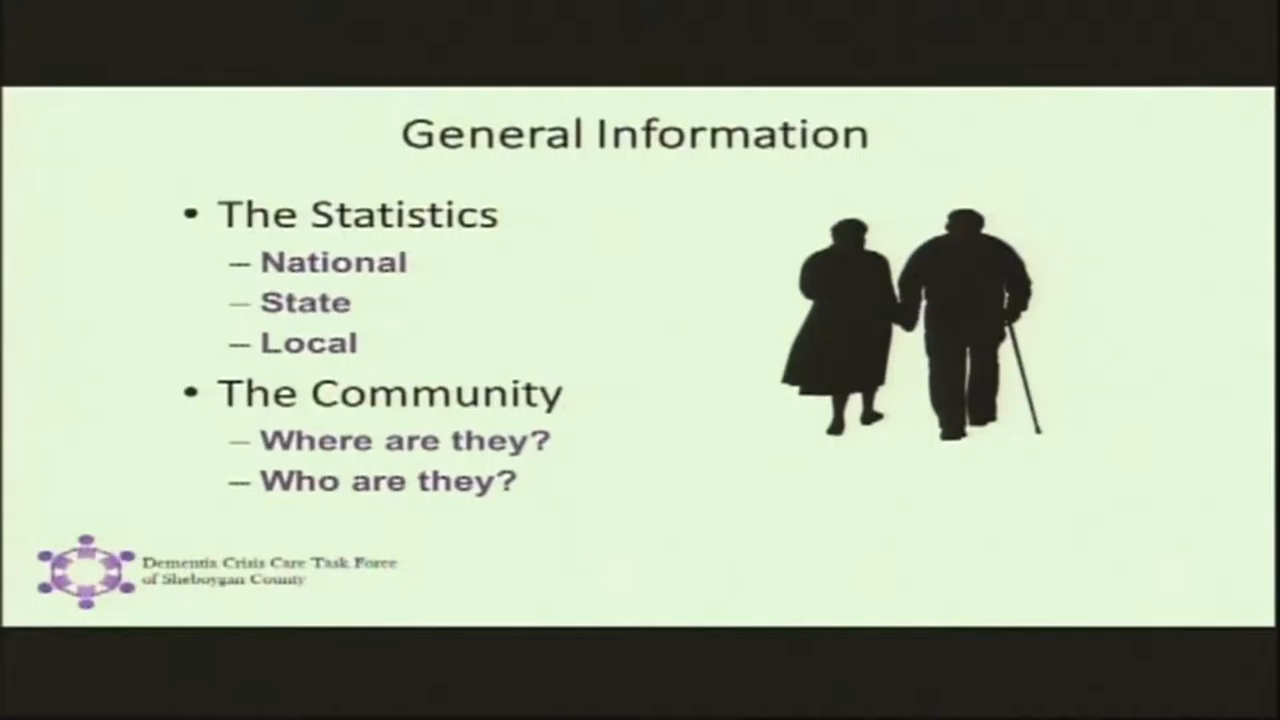 General Information
• The Statistics
– National
– State
– Local
• The Community
– Where are they?
– Who are they?
Dementia Crisis Care Task Force
of Sheboygan County